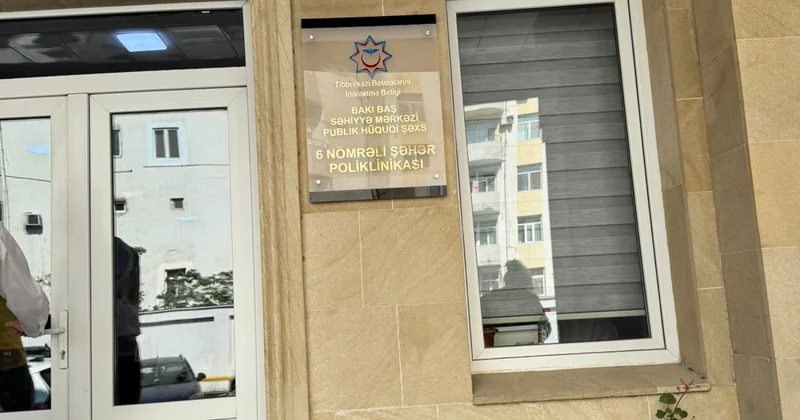 Tibbi Ərazi Bölmələrini
İdarəetmə Birliyi
BAKI BAŞ
SƏHİYYƏ MƏRKƏZİ
PUBLİK HÜQUQİ ŞƏXS
6 NÖMRƏLİ ŞƏHƏR
POLİKLİNİKASI